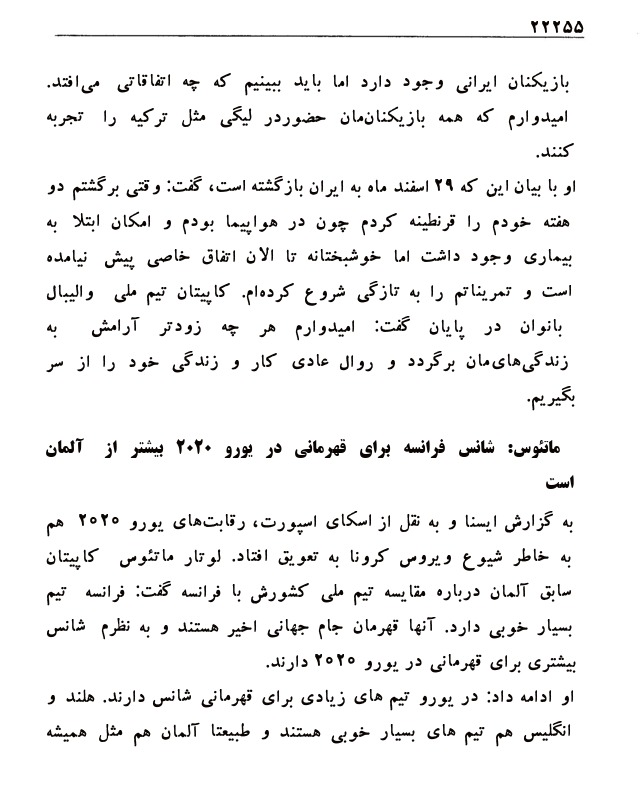 ۲۲۲۵۵
بازیکنان ایرانی وجود دارد اما باید ببینیم که چه اتفاقاتی می‌افتد.
امیدوارم که همه بازیکنان‌مان حضوردر لیگی مثل ترکیه را تجربه
کنند.
او با بیان این که ۲۹ اسفند ماه به ایران بازگشته است، گفت: وقتی برگشتم دو
هفته خودم را قرنطینه کردم چون در هواپیما بودم و امکان ابتلا به
بیماری وجود داشت اما خوشبختانه تا الان اتفاق خاصی پیش نیامده
است و تمریناتم را به تازگی شروع کرده‌ام. کاپیتان تیم ملی والیبال
بانوان در پایان گفت: امیدوارم هر چه زودتر آرامش به
زندگی‌های‌مان برگردد و روال عادی کار و زندگی خود را از سر
بگیریم.
ماتئوس: شانس فرانسه برای قهرمانی در یورو ۲۰۲۰ بیشتر از آلمان
است
به گزارش ایسنا و به نقل از اسکای اسپورت، رقابت‌های یورو ۲۰۲۰ هم
به خاطر شیوع ویروس کرونا به تعویق افتاد. لوتار ماتئوس کاپیتان
سابق آلمان درباره مقایسه تیم ملی کشورش با فرانسه گفت: فرانسه تیم
بسیار خوبی دارد. آنها قهرمان جام جهانی اخیر هستند و به نظرم شانس
بیشتری برای قهرمانی در یورو ۲۰۲۰ دارند.
او ادامه داد: در یورو تیم های زیادی برای قهرمانی شانس دارند. هلند و
انگلیس هم تیم های بسیار خوبی هستند و طبیعتا آلمان هم مثل همیشه